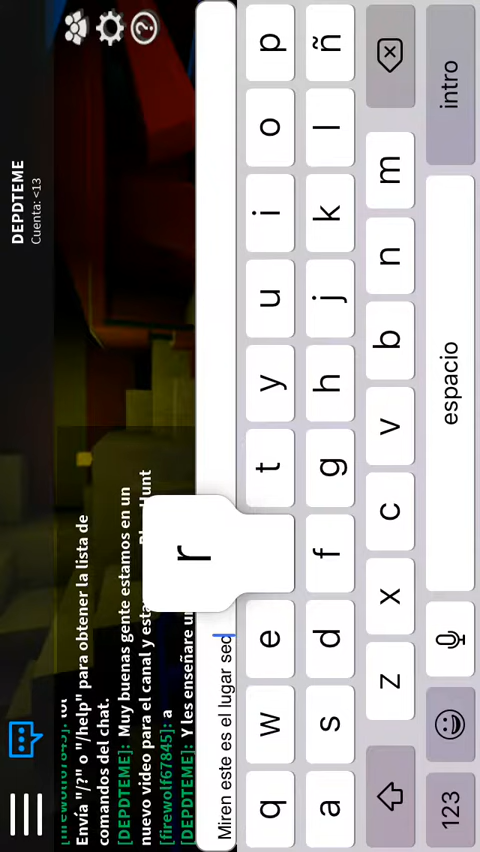 DEPDTEME
Cuenta: <13
Envía "/?" o "/help" para obtener la lista de
comandos del chat.
[DEPDTEME]: Muy buenas gente estamos en un
nuevo video para el canal y esta
[firewolf67845]: a
[DEPDTEME]: Y les enseñare
Miren este es el lugar sec
r
q w e t y u i o p
a s d f g h j k l ñ
z x c v b n m
123 espacio intro